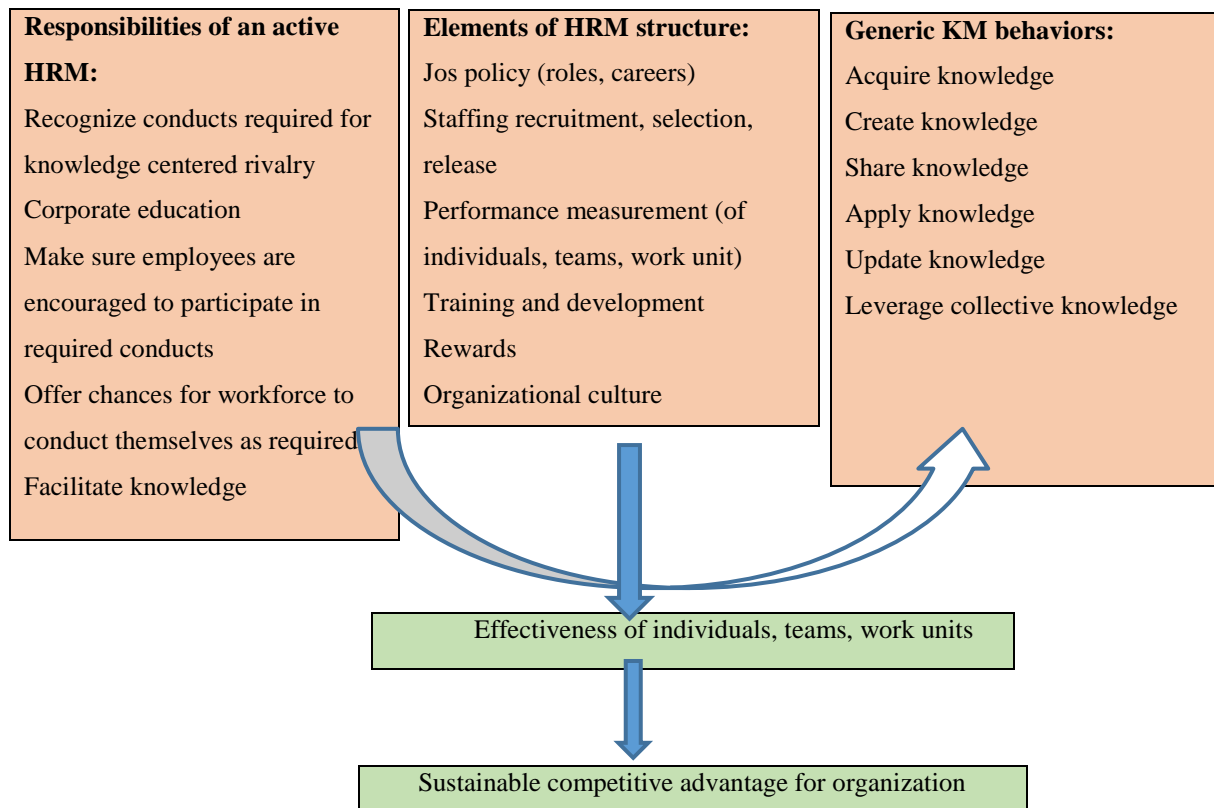 Responsibilities of an active
HRM:
Recognize conducts required for
knowledge centered rivalry
Corporate education
Make sure employees are
encouraged to participate in
required conducts
Offer chances for workforce to
conduct themselves as required
Facilitate knowledge
Elements of HRM structure:
Jos policy (roles, careers)
Staffing recruitment, selection,
release
Performance measurement (of
individuals, teams, work unit)
Training and development
Rewards
Organizational culture
Generic KM behaviors:
Acquire knowledge
Create knowledge
Share knowledge
Apply knowledge
Update knowledge
Leverage collective knowledge
Effectiveness of individuals, teams, work units
Sustainable competitive advantage for organization